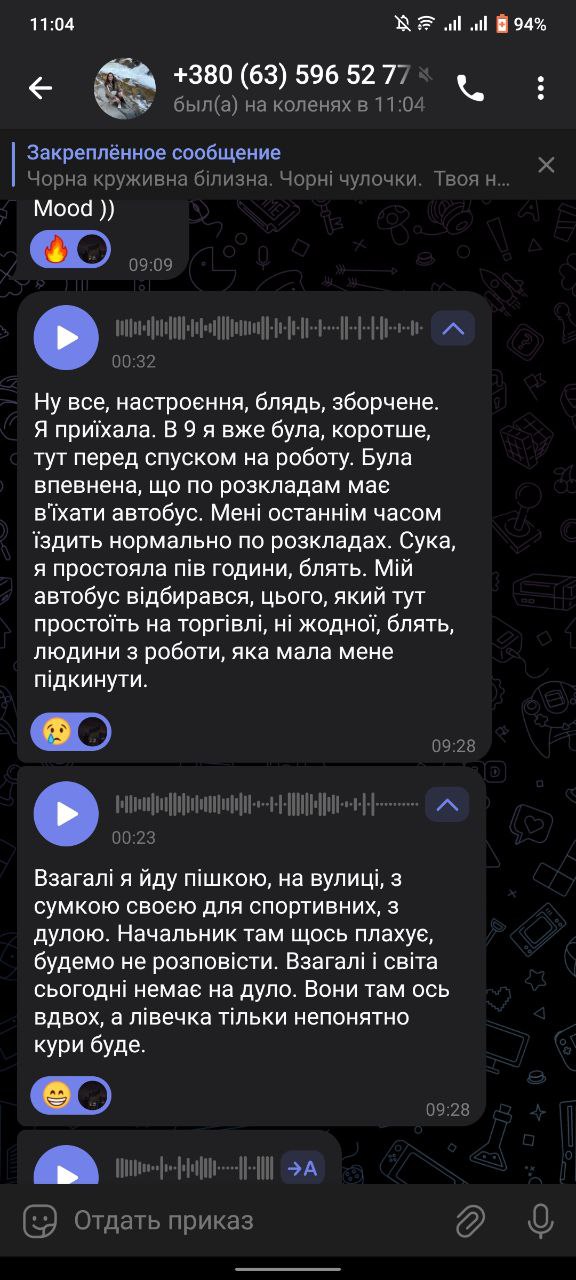 11:04
94%
+380 (63) 596 52 77
был(а) на коленях в 11:04
Закреплённое сообщение
Чорна круживна білизна. Чорні чулочки. Твоя н...
Mood ))
09:09
00:32
Ну все, настроєння, блядь, зборчене.
Я приїхала. В 9 я вже була, коротше,
тут перед спуском на роботу. Була
впевнена, що по розкладам має
в'їхати автобус. Мені останнім часом
їздить нормально по розкладах. Сука,
я простояла пів години, блять. Мій
автобус відбирався, цього, який тут
простоїть на торгівлі, ні жодної, блять,
людини з роботи, яка мала мене
підкинути.
09:28
00:23
Взагалі я йду пішкою, на вулиці, з
сумкою своєю для спортивних, з
дулою. Начальник там щось плахує,
будемо не розповісти. Взагалі і світа
сьогодні немає на дуло. Вони там ось
вдвох, а лівечка тільки непонятно
кури буде.
09:28
→A
Отдать приказ